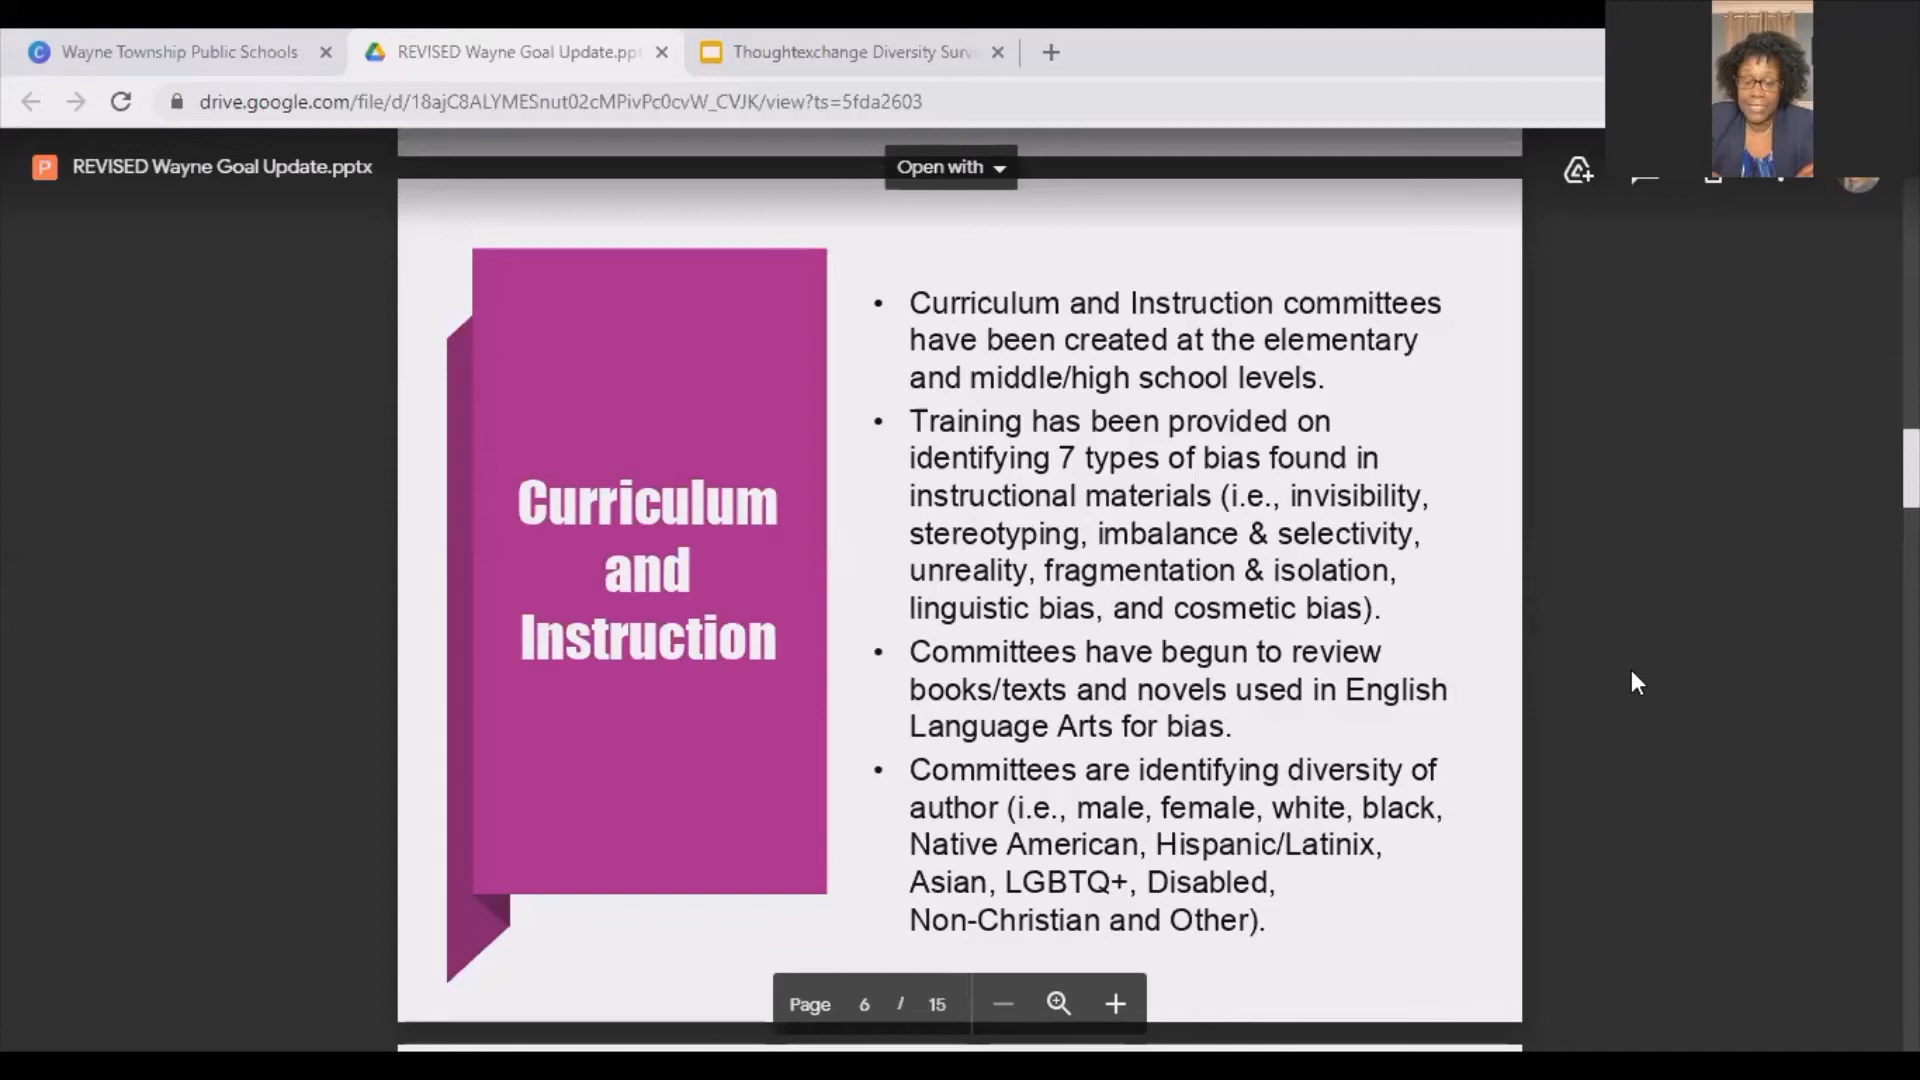 Wayne Township Public Schools
REVISED Wayne Goal Update.ppt
Thoughtexchange Diversity Surv
drive.google.com/file/d/18ajC8ALYMESnut02cMPivPc0cvW_CVJK/view?ts=5fda2603
P REVISED Wayne Goal Update.pptx
Open with
Curriculum
and
Instruction
• Curriculum and Instruction committees
have been created at the elementary
and middle/high school levels.
• Training has been provided on
identifying 7 types of bias found in
instructional materials (i.e., invisibility,
stereotyping, imbalance & selectivity,
unreality, fragmentation & isolation,
linguistic bias, and cosmetic bias).
• Committees have begun to review
books/texts and novels used in English
Language Arts for bias.
• Committees are identifying diversity of
author (i.e., male, female, white, black,
Native American, Hispanic/Latinix,
Asian, LGBTQ+, Disabled,
Non-Christian and Other).
Page 6 / 15